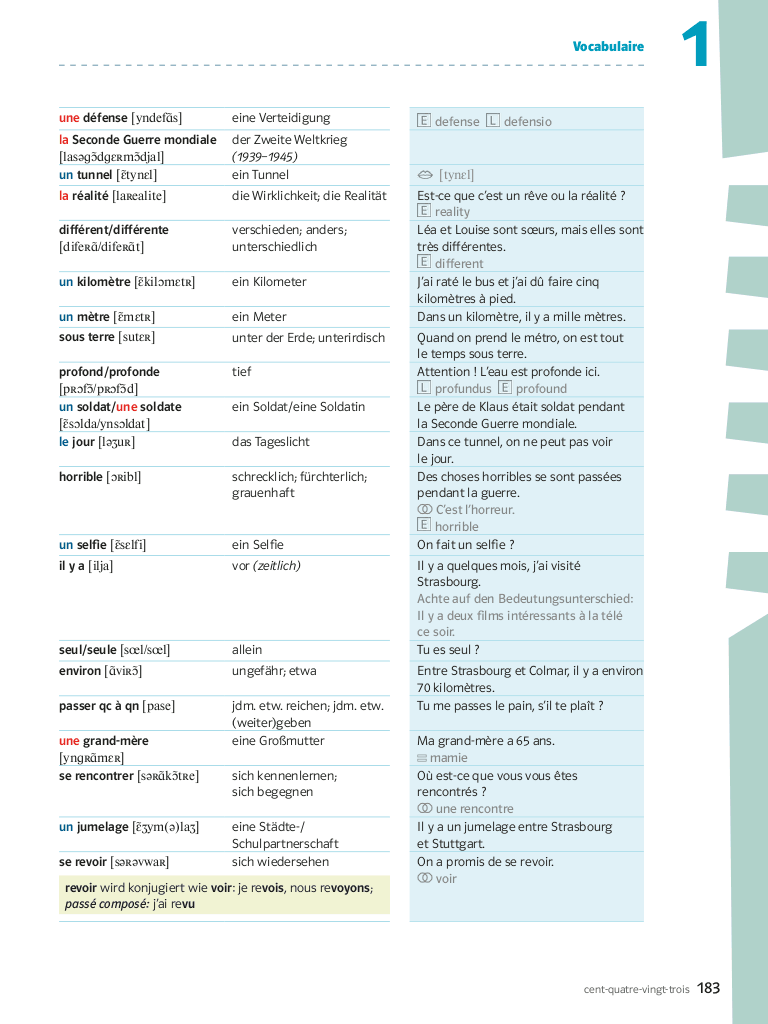 Vocabulaire
1
une défense [yndefɑ̃s] eine Verteidigung E defense L defensio
la Seconde Guerre mondiale der Zweite Weltkrieg
[lasəgɔ̃dgɛʀmɔ̃djal] (1939–1945)
un tunnel [ɛ̃tynɛl] ein Tunnel [tynɛl]
la réalité [laʀealite] die Wirklichkeit; die Realität Est-ce que c'est un rêve ou la réalité ?
E reality
différent/différente verschieden; anders; Léa et Louise sont sœurs, mais elles sont
[difeʀɑ̃/difeʀɑ̃t] unterschiedlich très différentes.
E different
un kilomètre [ɛ̃kilɔmɛtʀ] ein Kilometer J'ai raté le bus et j'ai dû faire cinq
kilomètres à pied.
un mètre [ɛ̃mɛtʀ] ein Meter Dans un kilomètre, il y a mille mètres.
sous terre [sutɛʀ] unter der Erde; unterirdisch Quand on prend le métro, on est tout
le temps sous terre.
profond/profonde tief Attention ! L'eau est profonde ici.
[pʀɔfɔ̃/pʀɔfɔ̃d] L profundus E profound
un soldat/une soldate ein Soldat/eine Soldatin Le père de Klaus était soldat pendant
[ɛ̃sɔlda/ynsɔldat] la Seconde Guerre mondiale.
le jour [ləʒuʀ] das Tageslicht Dans ce tunnel, on ne peut pas voir
le jour.
horrible [ɔʀibl] schrecklich; fürchterlich; Des choses horribles se sont passées
grauenhaft pendant la guerre.
C'est l'horreur.
E horrible
un selfie [ɛ̃sɛlfi] ein Selfie On fait un selfie ?
il y a [ilja] vor (zeitlich) Il y a quelques mois, j'ai visité
Strasbourg.
Achte auf den Bedeutungsunterschied:
Il y a deux films intéressants à la télé
ce soir.
seul/seule [sœl/sœl] allein Tu es seul ?
environ [ɑ̃viʀɔ̃] ungefähr; etwa Entre Strasbourg et Colmar, il y a environ
70 kilomètres.
passer qc à qn [pase] jdm. etw. reichen; jdm. etw. Tu me passes le pain, s'il te plaît ?
(weiter)geben
une grand-mère eine Großmutter Ma grand-mère a 65 ans.
[yngʀɑ̃mɛʀ] = mamie
se rencontrer [səʀɑ̃kɔ̃tʀe] sich kennenlernen; Où est-ce que vous vous êtes
sich begegnen rencontrés ?
une rencontre
un jumelage [ɛ̃ʒym(ə)laʒ] eine Städte-/ Il y a un jumelage entre Strasbourg
Schulpartnerschaft et Stuttgart.
se revoir [səʀəvwaʀ] sich wiedersehen On a promis de se revoir.
voir
revoir wird konjugiert wie voir: je revois, nous revoyons;
passé composé: j'ai revu
cent-quatre-vingt-trois 183